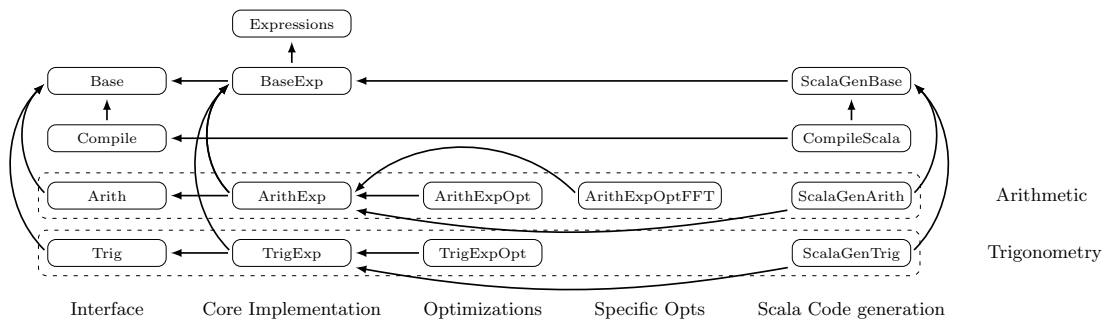 Expressions
Base BaseExp ScalaGenBase
Compile CompileScala
Arith ArithExp ArithExpOpt ArithExpOptFFT ScalaGenArith Arithmetic
Trig TrigExp TrigExpOpt ScalaGenTrig Trigonometry
Interface Core Implementation Optimizations Specific Opts Scala Code generation